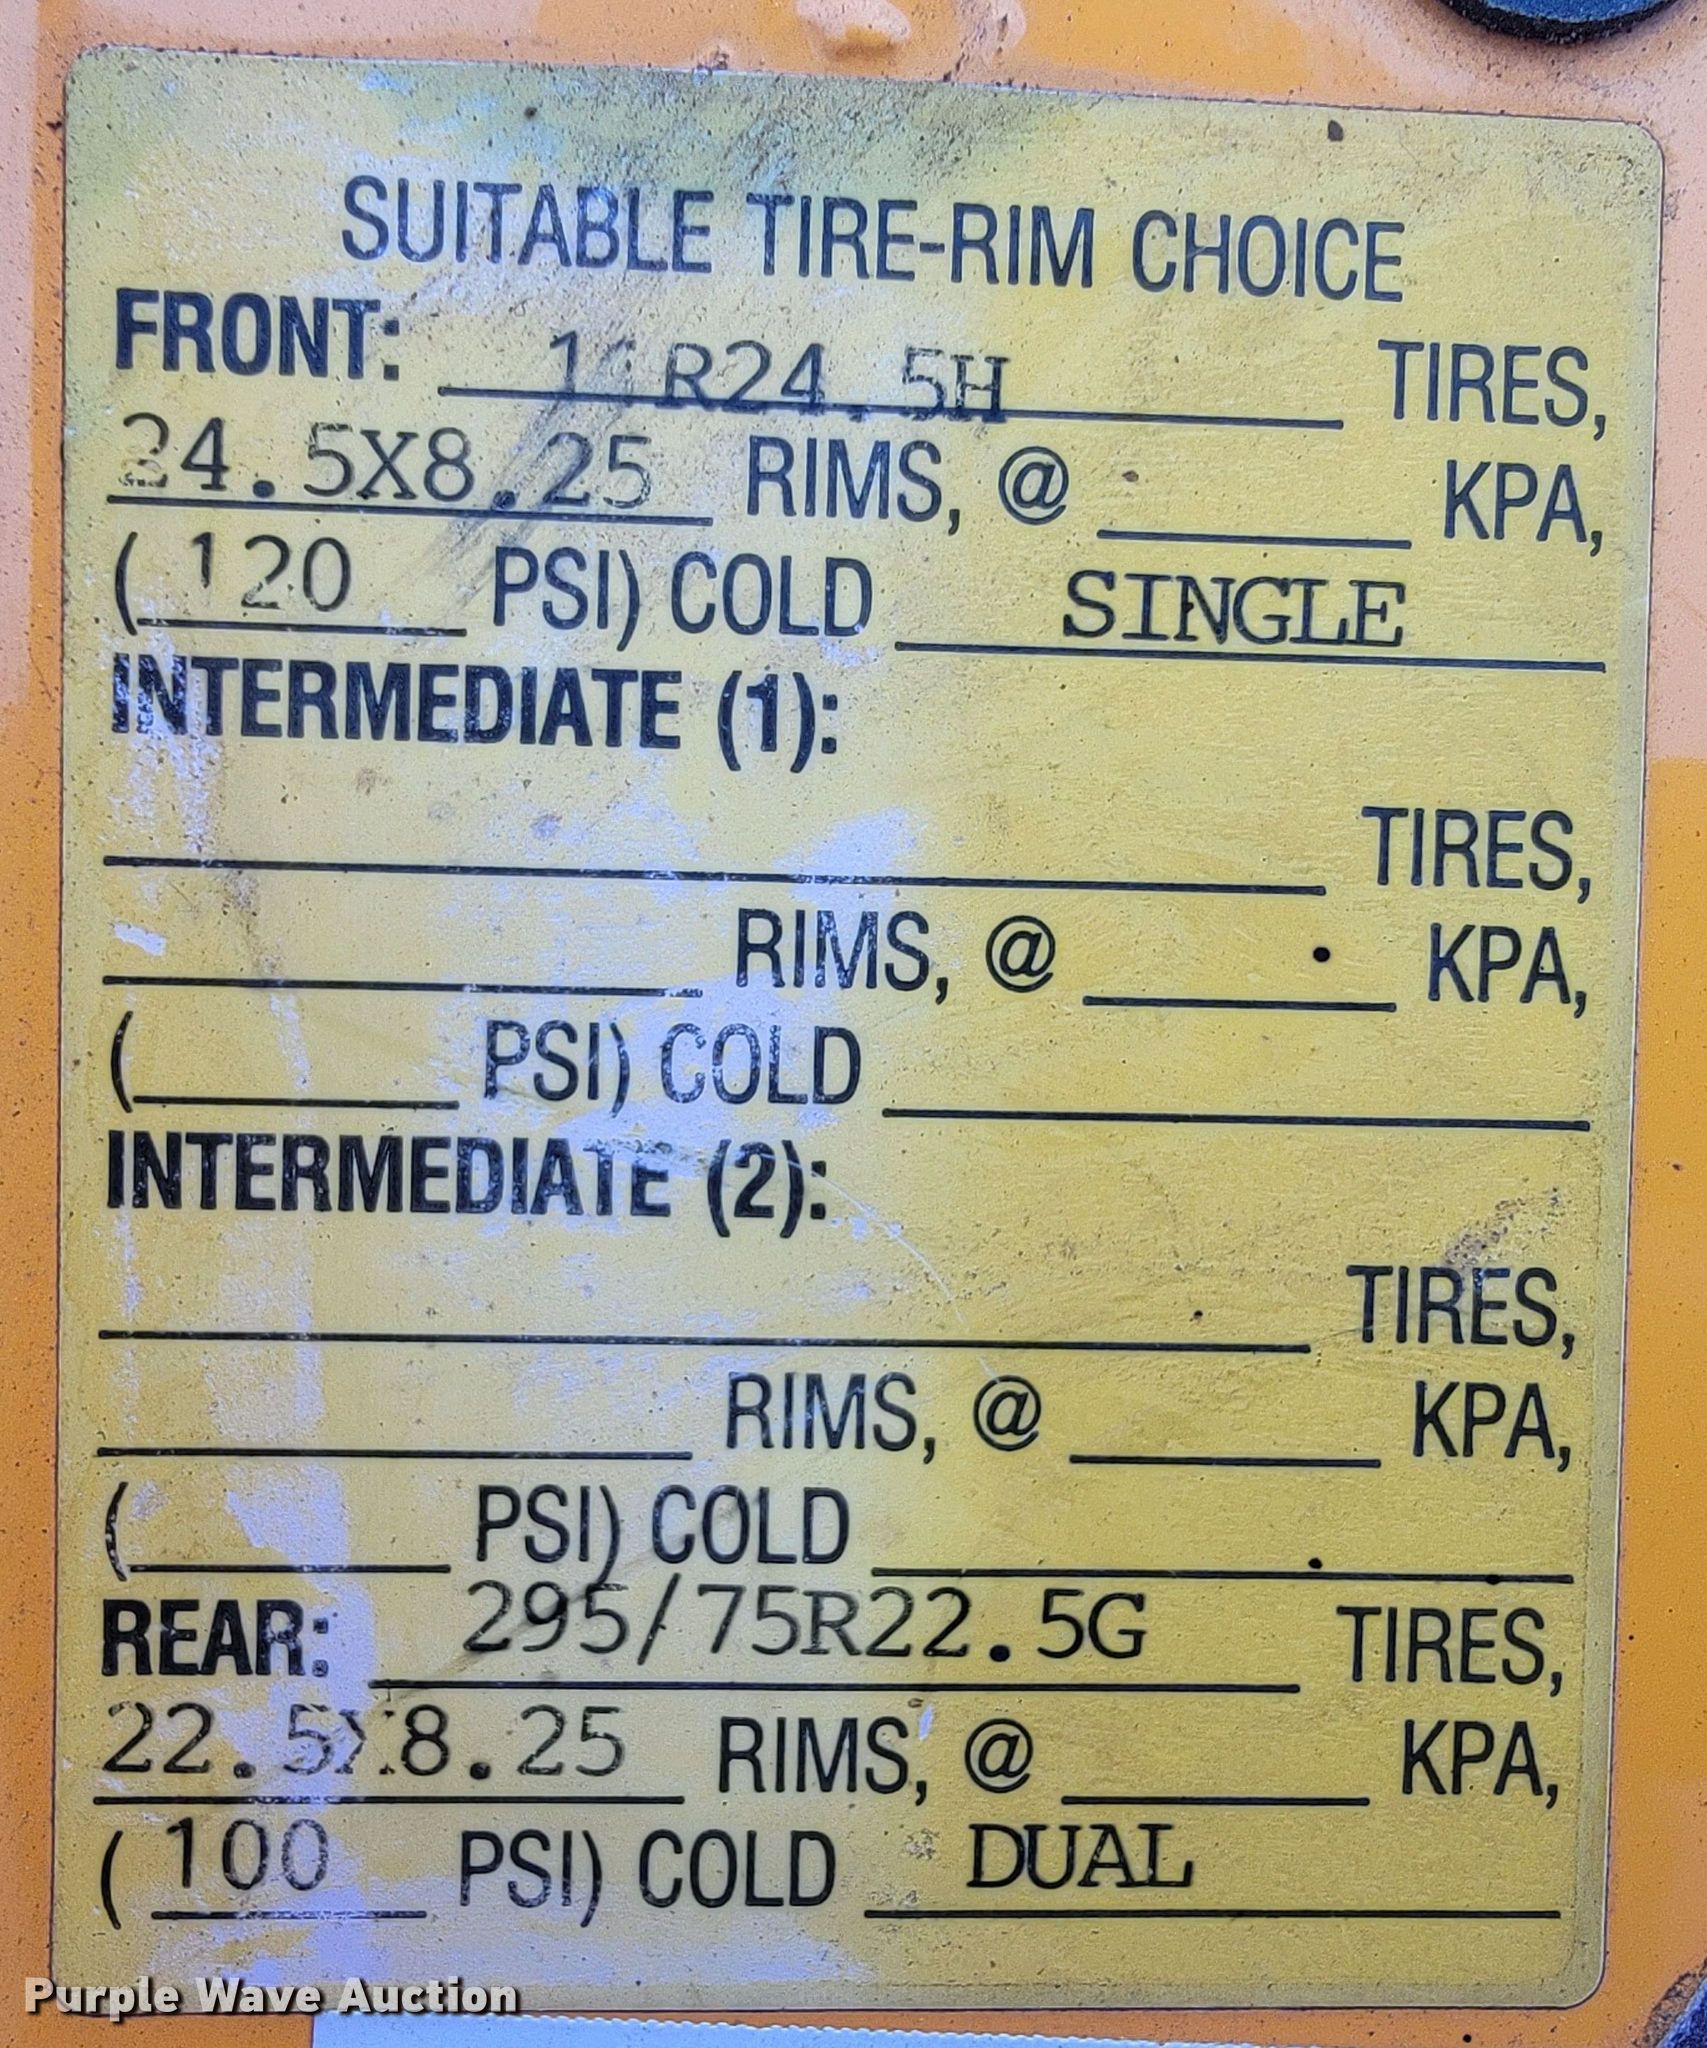 SUITABLE TIRE-RIM CHOICE
FRONT: R24.5H TIRES,
24.5X8.25 RIMS, @ KPA,
(120 PSI) COLD SINGLE
INTERMEDIATE (1):
TIRES,
RIMS, @ KPA,
( PSI) COLD
INTERMEDIATE (2):
TIRES,
RIMS, @ KPA,
( PSI) COLD
REAR: 295/75R22.5G TIRES,
22.5X8.25 RIMS, @ KPA,
(100 PSI) COLD DUAL
Purple Wave Auction